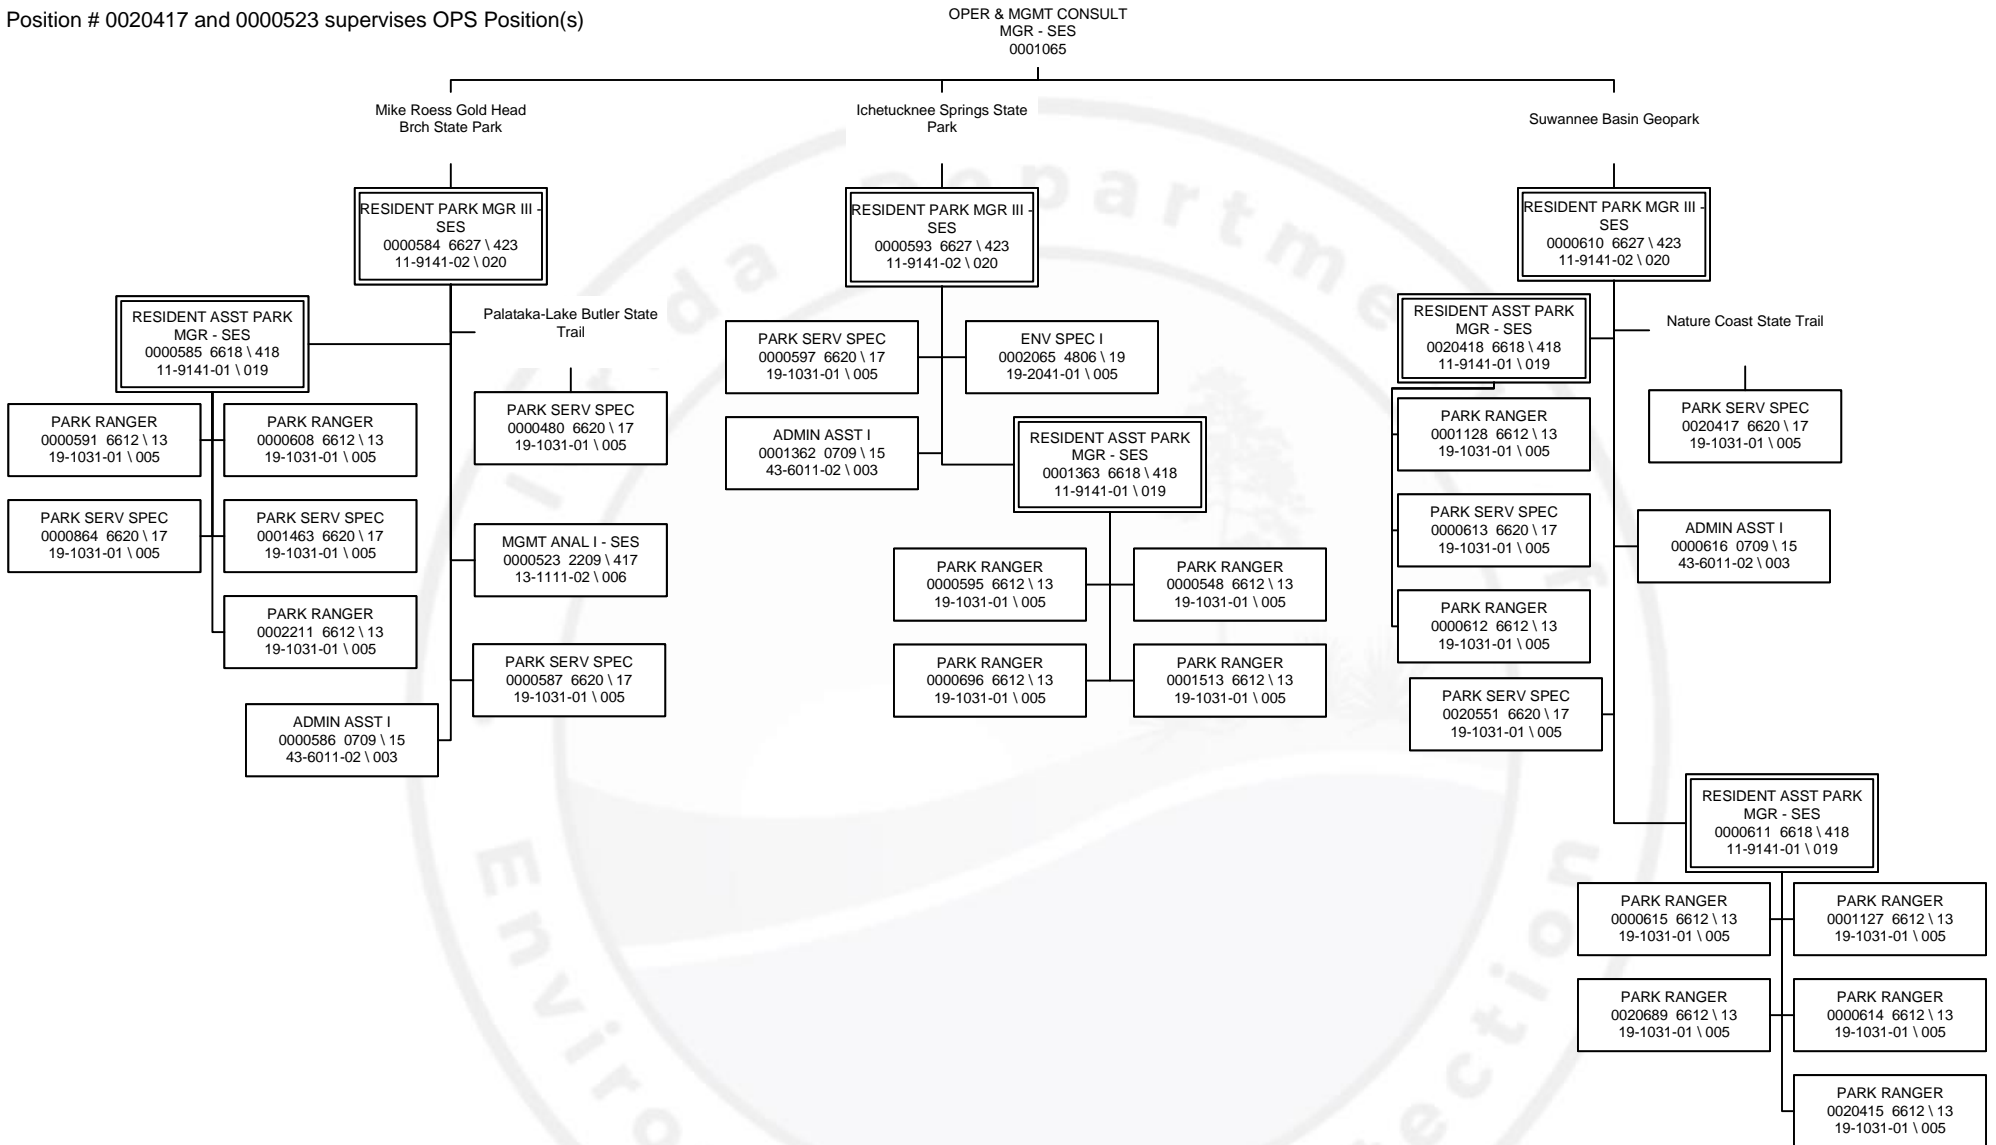 Position # 0020417 and 0000523 supervises OPS Position(s)
OPER & MGMT CONSULT
MGR - SES
0001065
Mike Roess Gold Head
Brch State Park
RESIDENT PARK MGR III -
SES
0000584 6627 \ 423
11-9141-02 \ 020
RESIDENT ASST PARK
MGR - SES
0000585 6618 \ 418
11-9141-01 \ 019
PARK RANGER
0000591 6612 \ 13
19-1031-01 \ 005
PARK RANGER
0000608 6612 \ 13
19-1031-01 \ 005
PARK SERV SPEC
0000864 6620 \ 17
19-1031-01 \ 005
PARK SERV SPEC
0001463 6620 \ 17
19-1031-01 \ 005
PARK RANGER
0002211 6612 \ 13
19-1031-01 \ 005
Palataka-Lake Butler State
Trail
PARK SERV SPEC
0000480 6620 \ 17
19-1031-01 \ 005
MGMT ANAL I - SES
0000523 2209 \ 417
13-1111-02 \ 006
PARK SERV SPEC
0000587 6620 \ 17
19-1031-01 \ 005
ADMIN ASST I
0000586 0709 \ 15
43-6011-02 \ 003
Ichetucknee Springs State
Park
RESIDENT PARK MGR III -
SES
0000593 6627 \ 423
11-9141-02 \ 020
PARK SERV SPEC
0000597 6620 \ 17
19-1031-01 \ 005
ENV SPEC I
0002065 4806 \ 19
19-2041-01 \ 005
ADMIN ASST I
0001362 0709 \ 15
43-6011-02 \ 003
RESIDENT ASST PARK
MGR - SES
0001363 6618 \ 418
11-9141-01 \ 019
PARK RANGER
0000595 6612 \ 13
19-1031-01 \ 005
PARK RANGER
0000548 6612 \ 13
19-1031-01 \ 005
PARK RANGER
0000696 6612 \ 13
19-1031-01 \ 005
PARK RANGER
0001513 6612 \ 13
19-1031-01 \ 005
Suwannee Basin Geopark
RESIDENT PARK MGR III -
SES
0000610 6627 \ 423
11-9141-02 \ 020
RESIDENT ASST PARK
MGR - SES
0020418 6618 \ 418
11-9141-01 \ 019
Nature Coast State Trail
PARK SERV SPEC
0020417 6620 \ 17
19-1031-01 \ 005
PARK RANGER
0001128 6612 \ 13
19-1031-01 \ 005
PARK SERV SPEC
0000613 6620 \ 17
19-1031-01 \ 005
PARK RANGER
0000612 6612 \ 13
19-1031-01 \ 005
ADMIN ASST I
0000616 0709 \ 15
43-6011-02 \ 003
PARK SERV SPEC
0020551 6620 \ 17
19-1031-01 \ 005
RESIDENT ASST PARK
MGR - SES
0000611 6618 \ 418
11-9141-01 \ 019
PARK RANGER
0000615 6612 \ 13
19-1031-01 \ 005
PARK RANGER
0001127 6612 \ 13
19-1031-01 \ 005
PARK RANGER
0020689 6612 \ 13
19-1031-01 \ 005
PARK RANGER
0000614 6612 \ 13
19-1031-01 \ 005
PARK RANGER
0020415 6612 \ 13
19-1031-01 \ 005